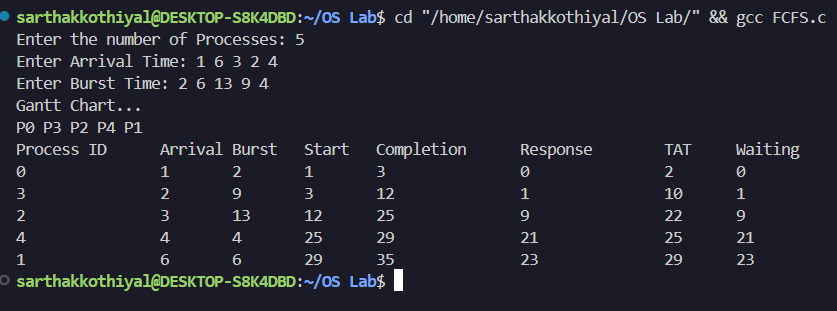 sarthakkothiyal@DESKTOP-S8K4DBD:~/OS Lab$ cd "/home/sarthakkothiyal/OS Lab/" && gcc FCFS.c
Enter the number of Processes: 5
Enter Arrival Time: 1 6 3 2 4
Enter Burst Time: 2 6 13 9 4
Gantt Chart...
P0 P3 P2 P4 P1
Process ID Arrival Burst Start Completion Response TAT Waiting
0 1 2 1 3 0 2 0
3 2 9 3 12 1 10 1
2 3 13 12 25 9 22 9
4 4 4 25 29 21 25 21
1 6 6 29 35 23 29 23
sarthakkothiyal@DESKTOP-S8K4DBD:~/OS Lab$